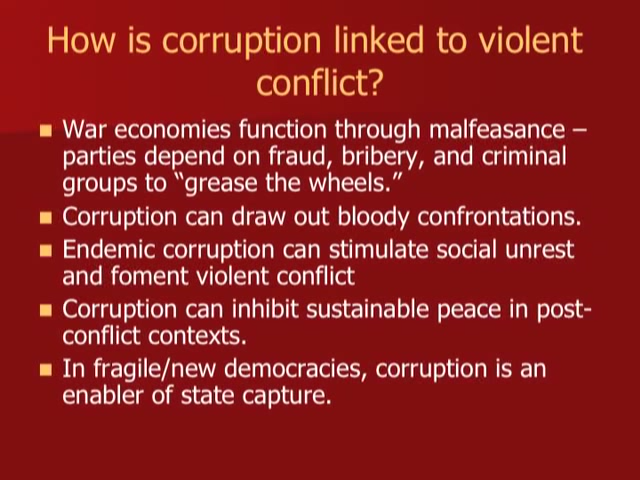 How is corruption linked to violent
conflict?
War economies function through malfeasance –
parties depend on fraud, bribery, and criminal
groups to “grease the wheels.”
Corruption can draw out bloody confrontations.
Endemic corruption can stimulate social unrest
and foment violent conflict
Corruption can inhibit sustainable peace in post-
conflict contexts.
In fragile/new democracies, corruption is an
enabler of state capture.